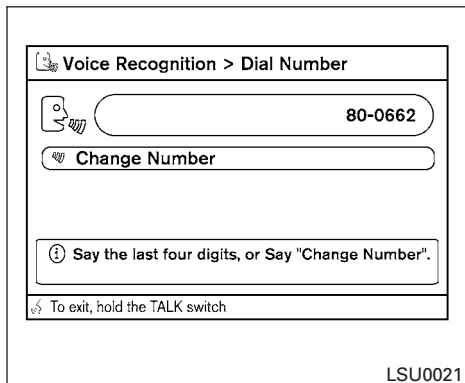 Voice Recognition > Dial Number
80-0662
Change Number
Say the last four digits, or Say "Change Number".
To exit, hold the TALK switch
LSU0021